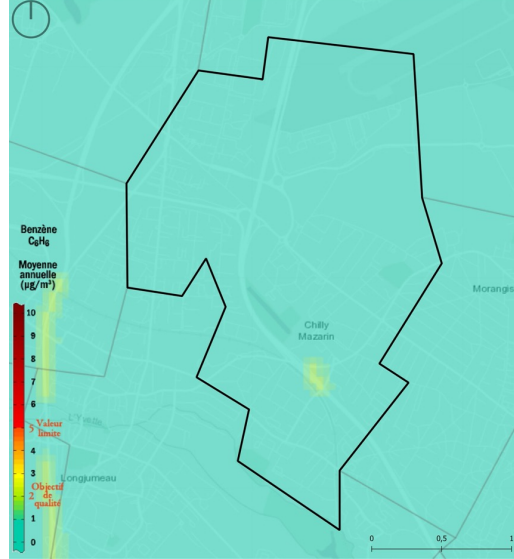 Benzène
C₆H₆
Moyenne
annuelle
(µg/m³)
10
9
8
7
6
5 Valeur
limite
4
3
Objectif
2 de
qualité
1
0
Chilly
Mazarin
Morangis
L'Yvette
Longjumeau
0
0,5
1